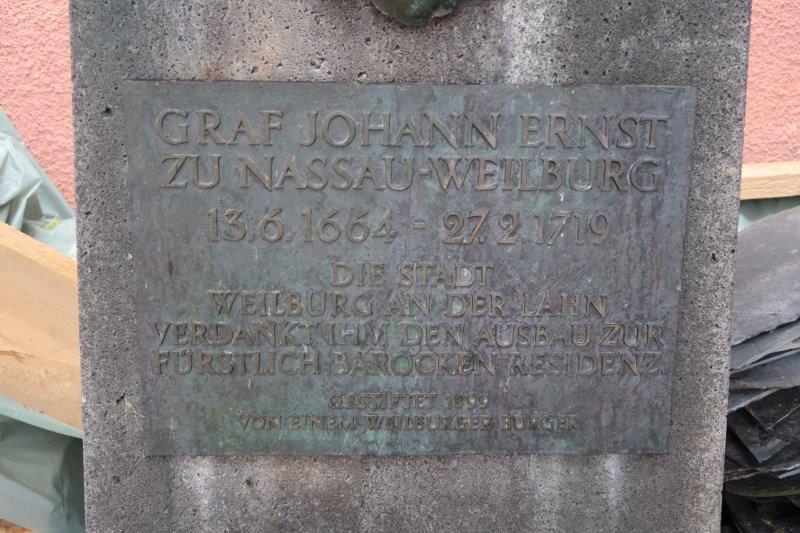 GRAF JOHANN ERNST
ZU NASSAU-WEILBURG
13.6.1664 - 27.2.1719
DIE STADT
WEILBURG AN DER LAHN
VERDANKT IHM DEN AUSBAU ZUR
FÜRSTLICH BAROCKEN RESIDENZ
GESTIFTET 1999
VON EINEM WEILBURGER BÜRGER